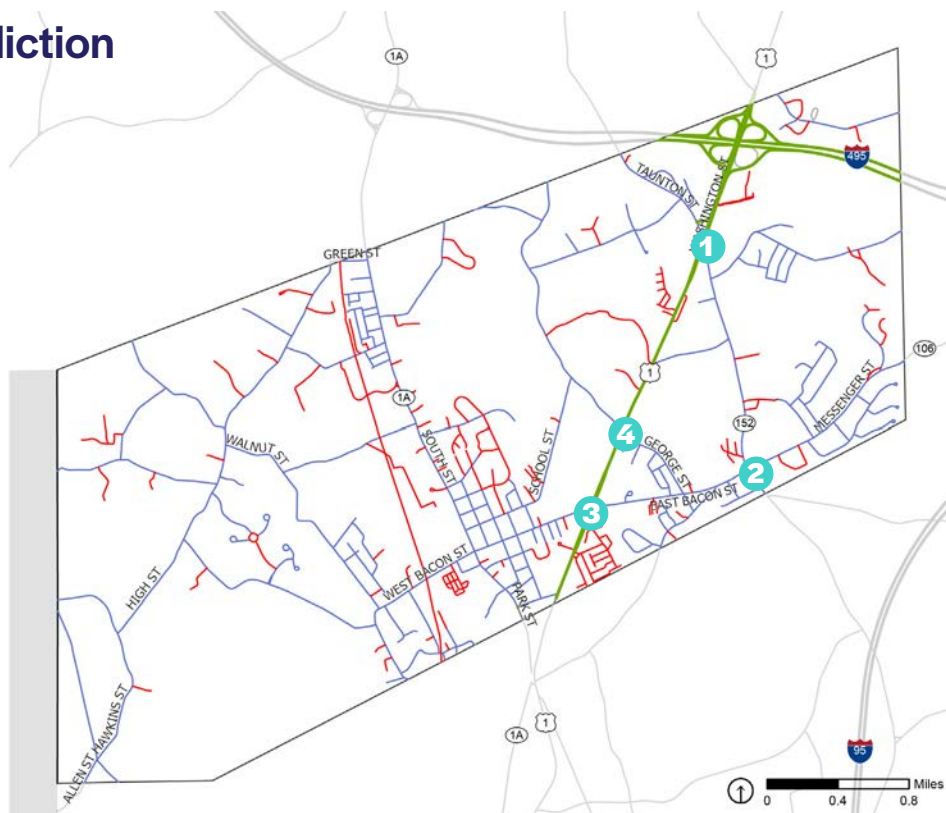 diction
1A
1
495
TAUNTON ST
WASHINGTON ST
1
GREEN ST
1
106
1A
152
MESSENGER ST
WALNUT ST
SOUTH ST
SCHOOL ST
4
GEORGE ST
2
EAST BACON ST
3
WEST BACON ST
PARK ST
HIGH ST
HAWKINS ST
ALLEN ST
1A
1
95
Miles
0 0.4 0.8